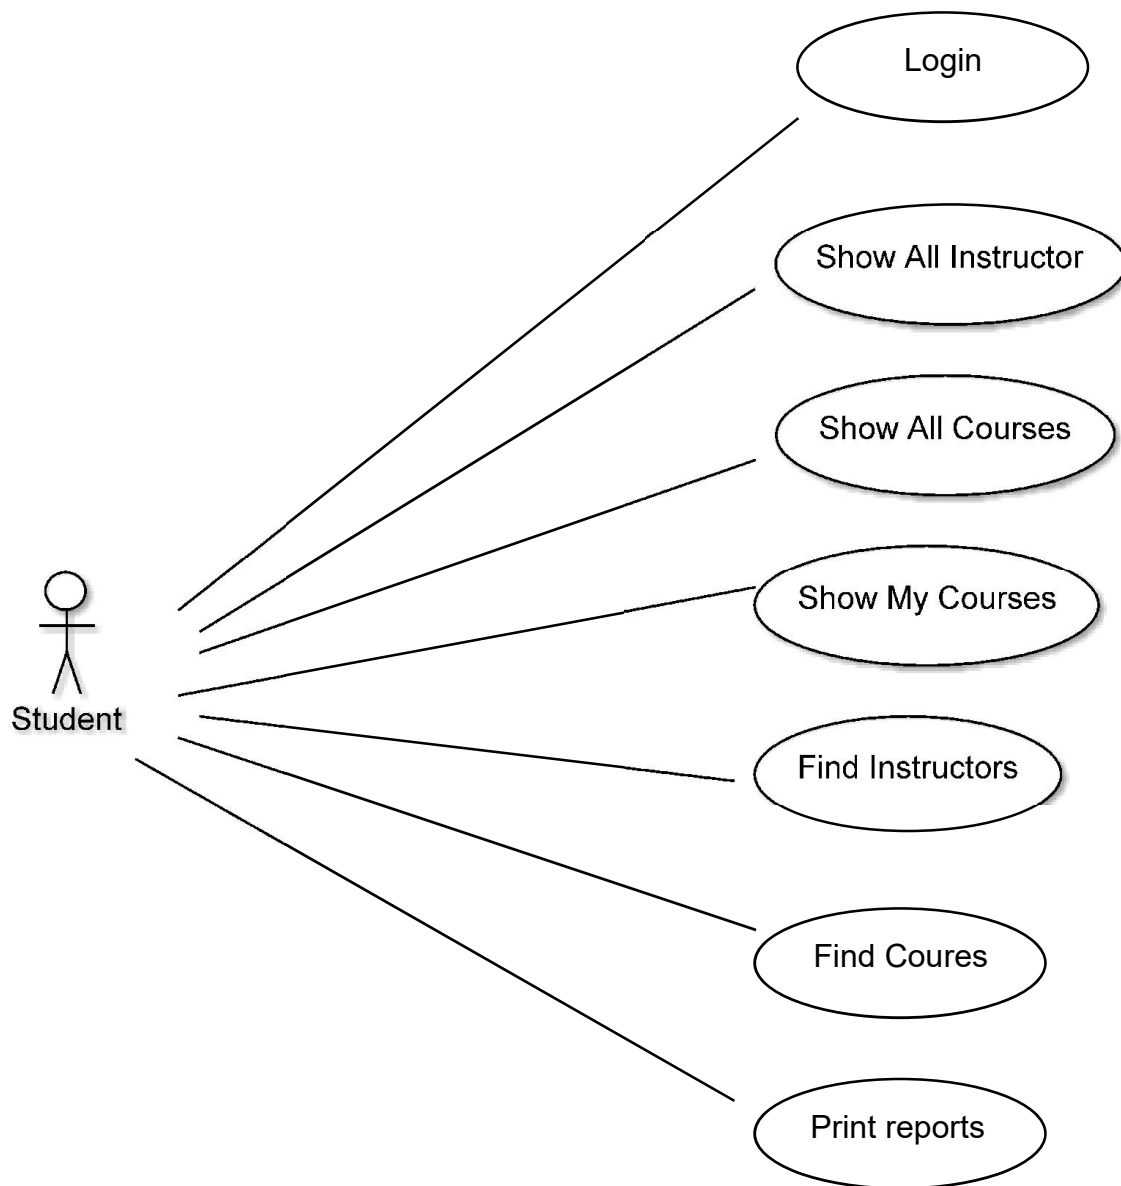 Login
Show All Instructor
Show All Courses
Show My Courses
Student
Find Instructors
Find Coures
Print reports